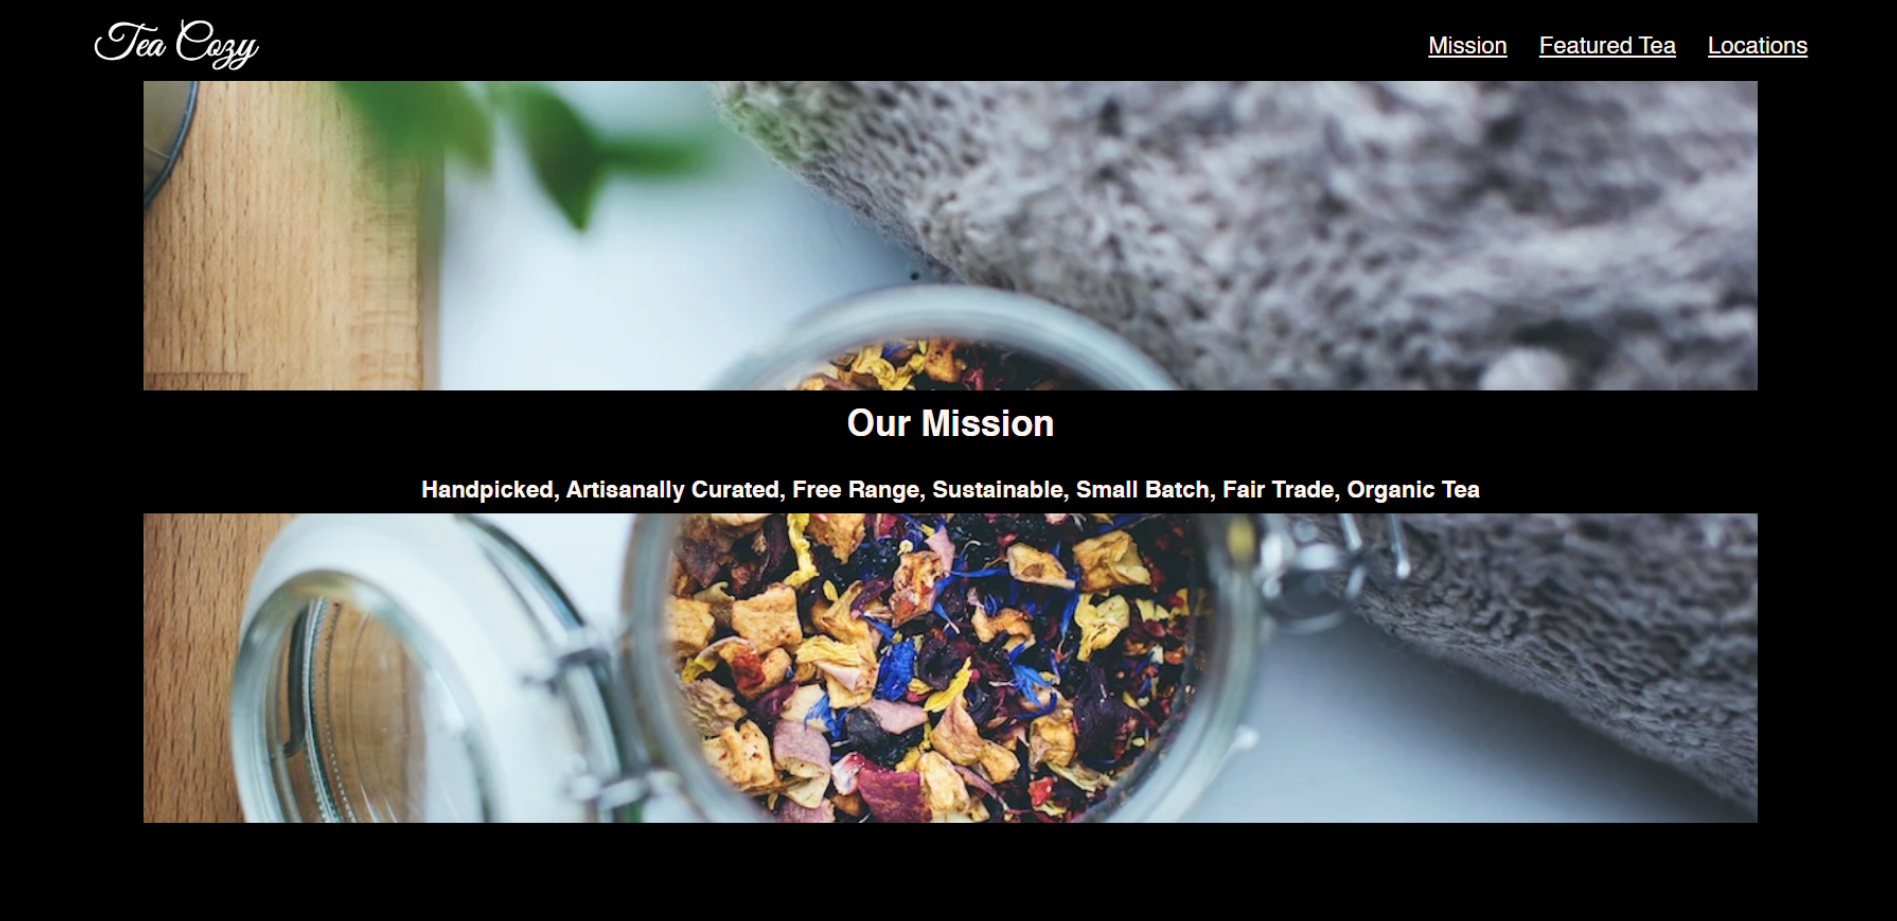 Tea Cozy
Mission Featured Tea Locations
Our Mission
Handpicked, Artisanally Curated, Free Range, Sustainable, Small Batch, Fair Trade, Organic Tea